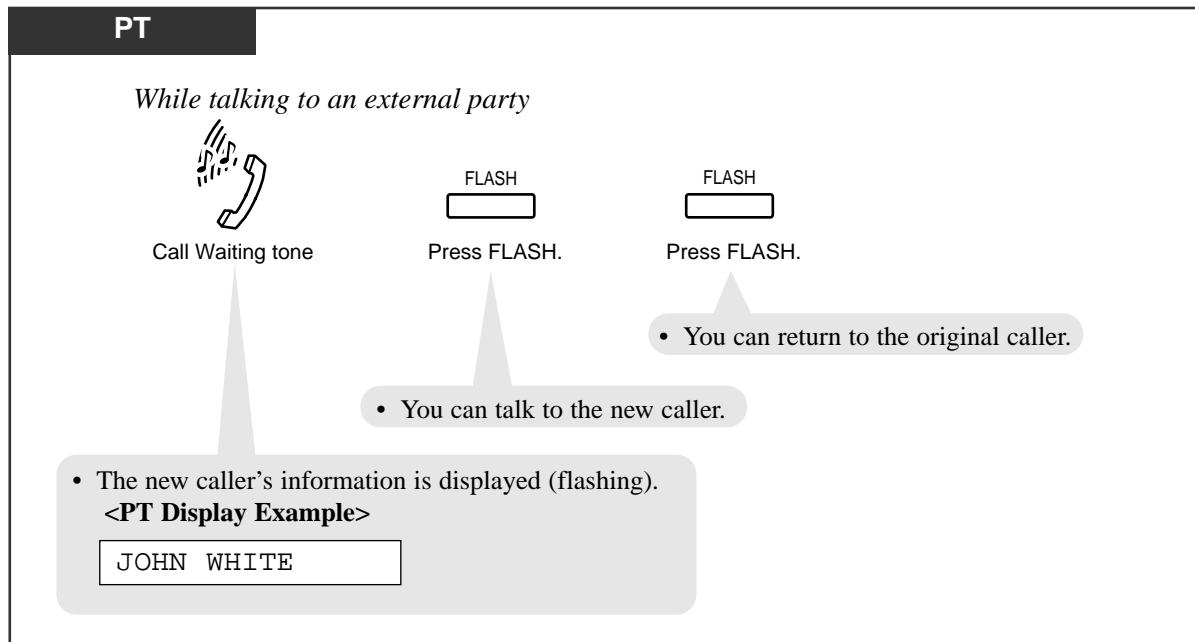 PT
While talking to an external party
FLASH
FLASH
Call Waiting tone
Press FLASH.
Press FLASH.
• You can return to the original caller.
• You can talk to the new caller.
• The new caller’s information is displayed (flashing).
<PT Display Example>
JOHN WHITE